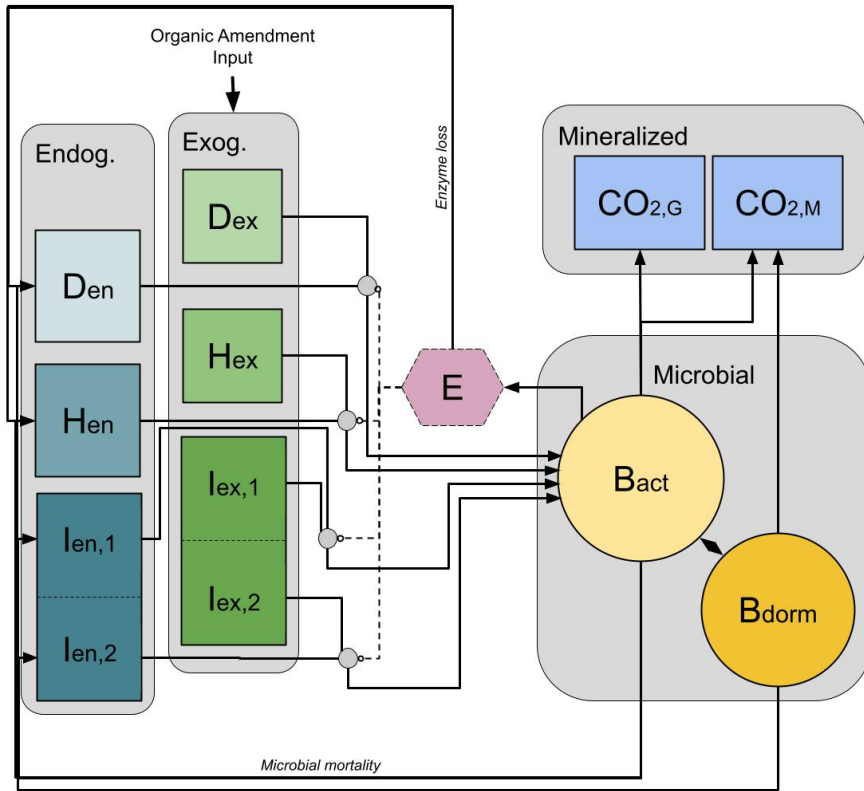 Organic Amendment
Input
Endog.
Exog.
Enzyme loss
Mineralized
Dex
CO2,G
CO2,M
Den
Hex
Hen
E
Microbial
Bact
Iex,1
Ien,1
Iex,2
Bdorm
Ien,2
Microbial mortality